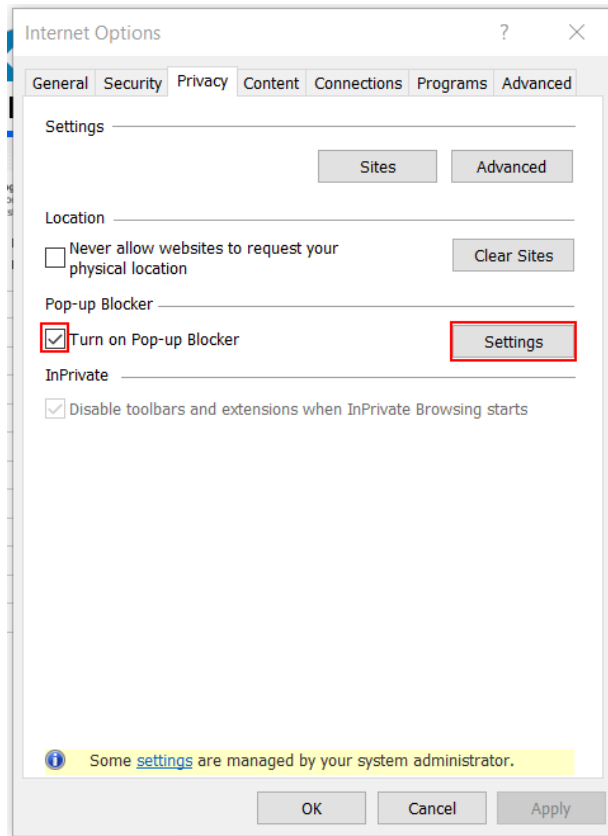 Internet Options ?
General Security Privacy Content Connections Programs Advanced
Settings
Sites Advanced
Location
Never allow websites to request your
physical location
Clear Sites
Pop-up Blocker
Turn on Pop-up Blocker Settings
InPrivate
Disable toolbars and extensions when InPrivate Browsing starts
Some settings are managed by your system administrator.
OK Cancel Apply